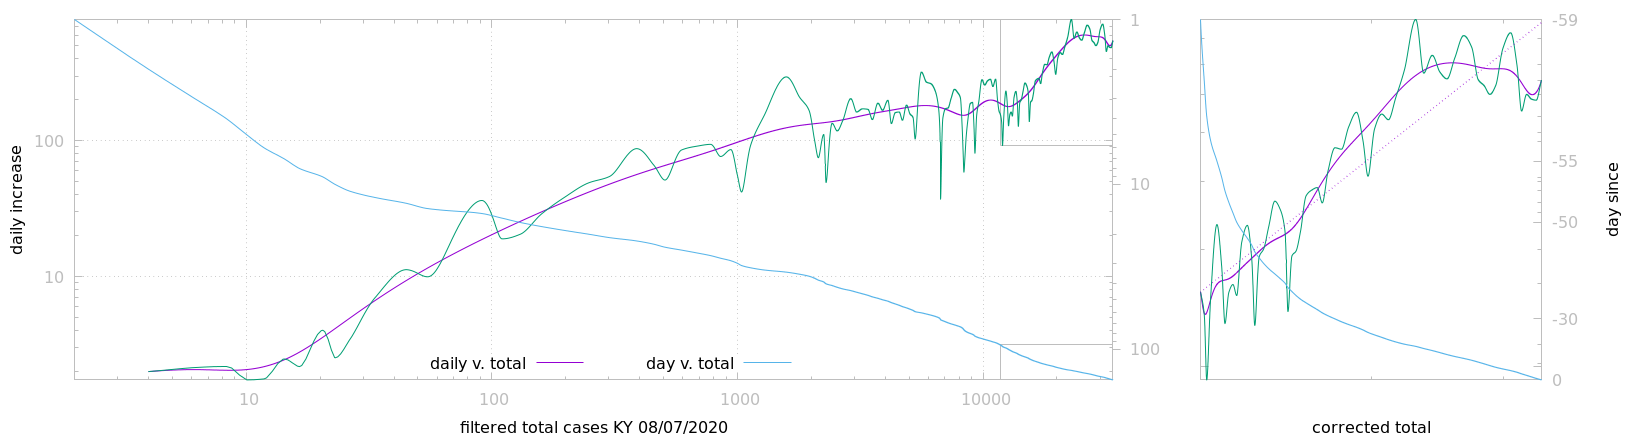 1
-59
100
10
-55
-50
10
-30
daily increase
day since
daily v. total
day v. total
100
0
10
100
1000
10000
filtered total cases KY 08/07/2020
corrected total